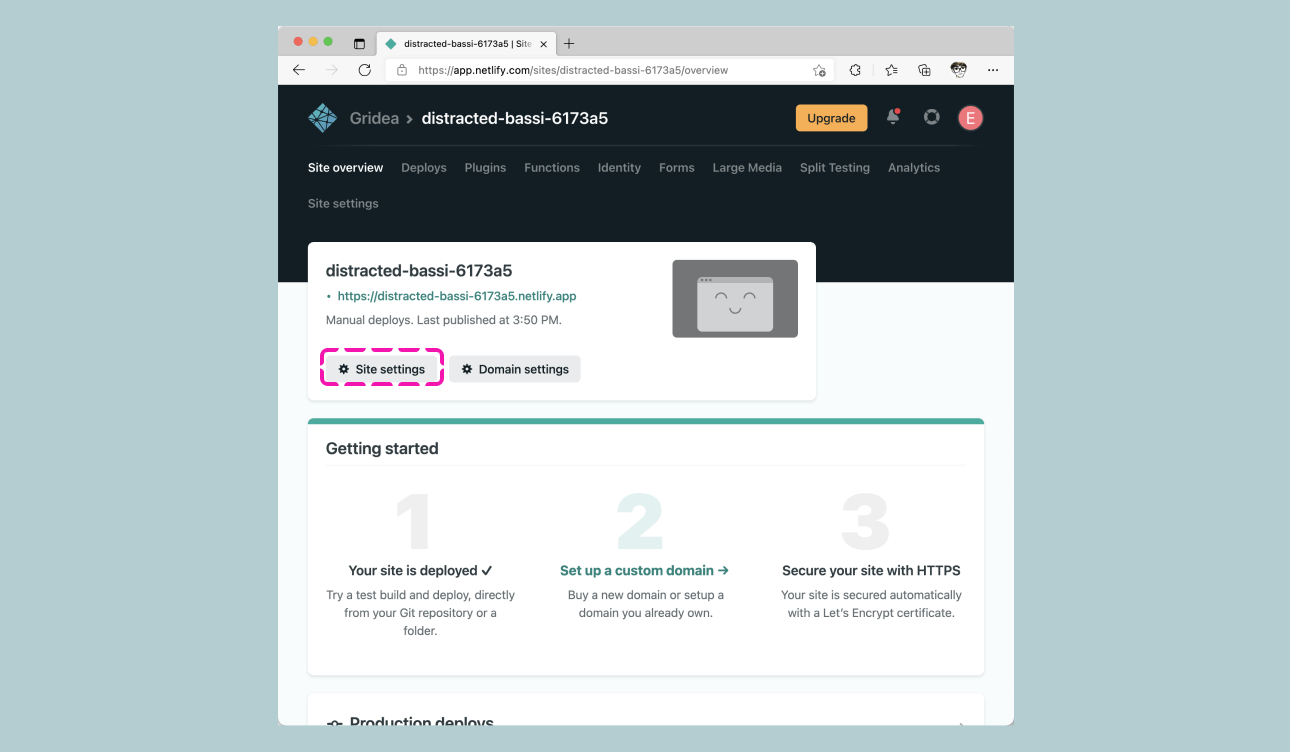 distracted-bassi-6173a5 | Site
https://app.netlify.com/sites/distracted-bassi-6173a5/overview
Gridea > distracted-bassi-6173a5
Upgrade
E
Site overview Deploys Plugins Functions Identity Forms Large Media Split Testing Analytics
Site settings
distracted-bassi-6173a5
• https://distracted-bassi-6173a5.netlify.app
Manual deploys. Last published at 3:50 PM.
Site settings Domain settings
Getting started
1
Your site is deployed ✓
Try a test build and deploy, directly
from your Git repository or a
folder.
2
Set up a custom domain →
Buy a new domain or setup a
domain you already own.
3
Secure your site with HTTPS
Your site is secured automatically
with a Let's Encrypt certificate.
Production deploys